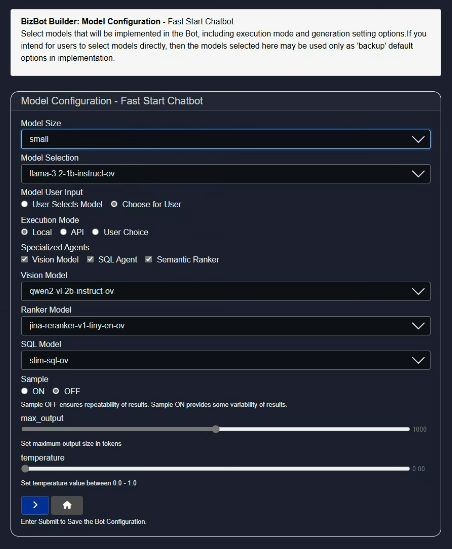 BizBot Builder: Model Configuration - Fast Start Chatbot
Select models that will be implemented in the Bot, including execution mode and generation setting options.If you
intend for users to select models directly, then the models selected here may be used only as 'backup' default
options in implementation.
Model Configuration - Fast Start Chatbot
Model Size
small
Model Selection
llama-3.2-1b-instruct-ov
Model User Input
User Selects Model Choose for User
Execution Mode
Local API User Choice
Specialized Agents
Vision Model SQL Agent Semantic Ranker
Vision Model
qwen2-vl-2b-instruct-ov
Ranker Model
jina-reranker-v1-tiny-en-ov
SQL Model
slim-sql-ov
Sample
ON OFF
Sample OFF ensures repeatability of results. Sample ON provides some variability of results.
max_output
1000
Set maximum output size in tokens
temperature
0.00
Set temperature value between 0.0 - 1.0
Enter Submit to Save the Bot Configuration.